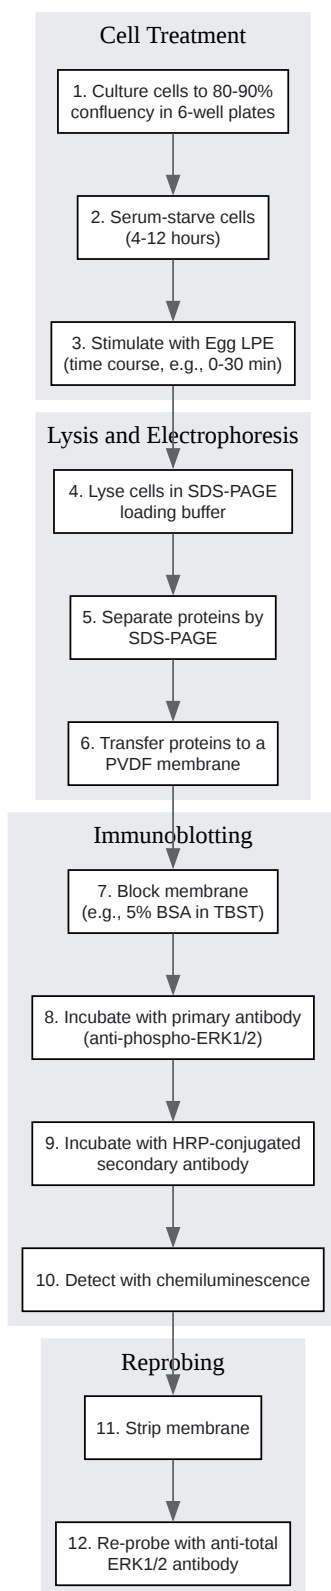 Cell Treatment
1. Culture cells to 80-90%
confluency in 6-well plates
2. Serum-starve cells
(4-12 hours)
3. Stimulate with Egg LPE
(time course, e.g., 0-30 min)
Lysis and Electrophoresis
4. Lyse cells in SDS-PAGE
loading buffer
5. Separate proteins by
SDS-PAGE
6. Transfer proteins to a
PVDF membrane
Immunoblotting
7. Block membrane
(e.g., 5% BSA in TBST)
8. Incubate with primary antibody
(anti-phospho-ERK1/2)
9. Incubate with HRP-conjugated
secondary antibody
10. Detect with chemiluminescence
Reprobing
11. Strip membrane
12. Re-probe with anti-total
ERK1/2 antibody